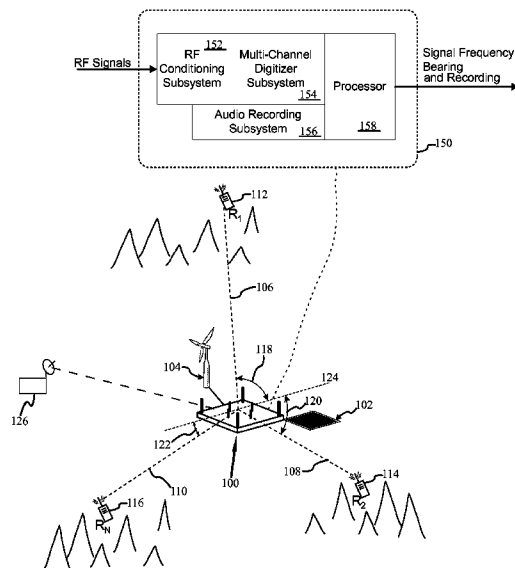 RF Signals
RF 152
Conditioning
Subsystem
Multi-Channel
Digitizer
Subsystem
154
Audio Recording
Subsystem
156
Processor
158
Signal Frequency
Bearing
and Recording
150
112
R1
106
104
118
124
120
102
126
122
100
110
108
116
RN
114
R2